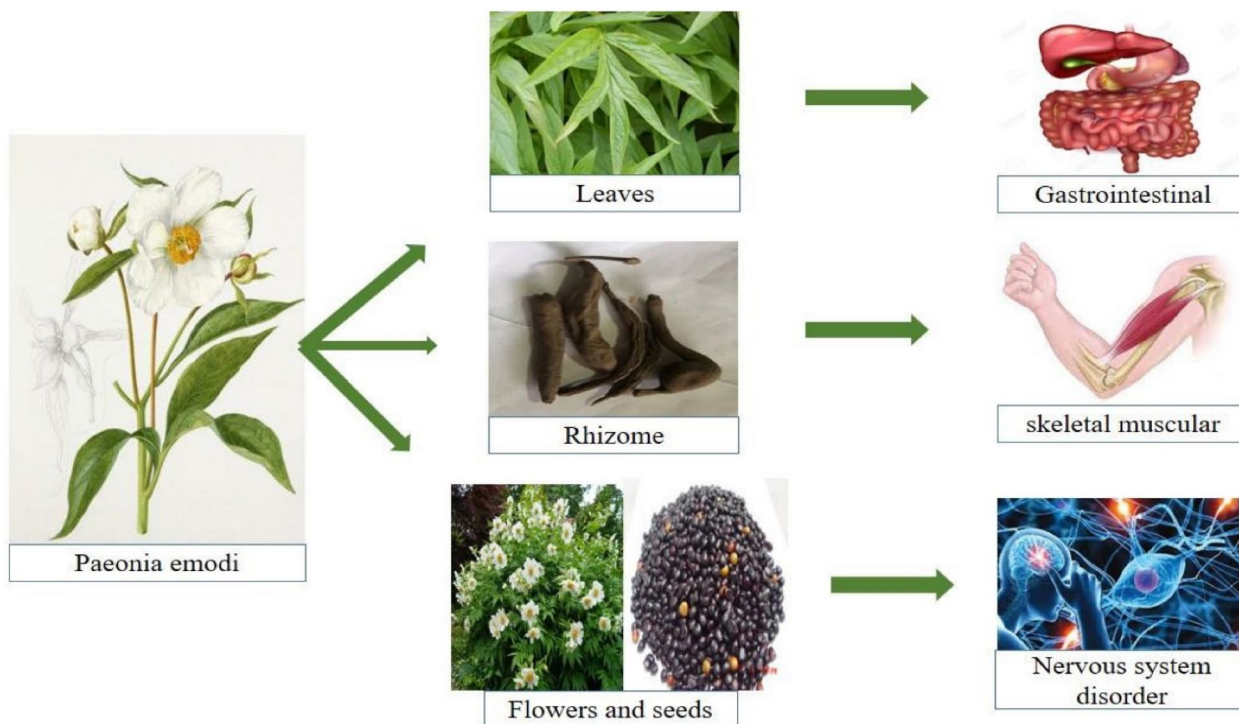 Leaves
Gastrointestinal
Rhizome
skeletal muscular
Paeonia emodi
Flowers and seeds
Nervous system
disorder